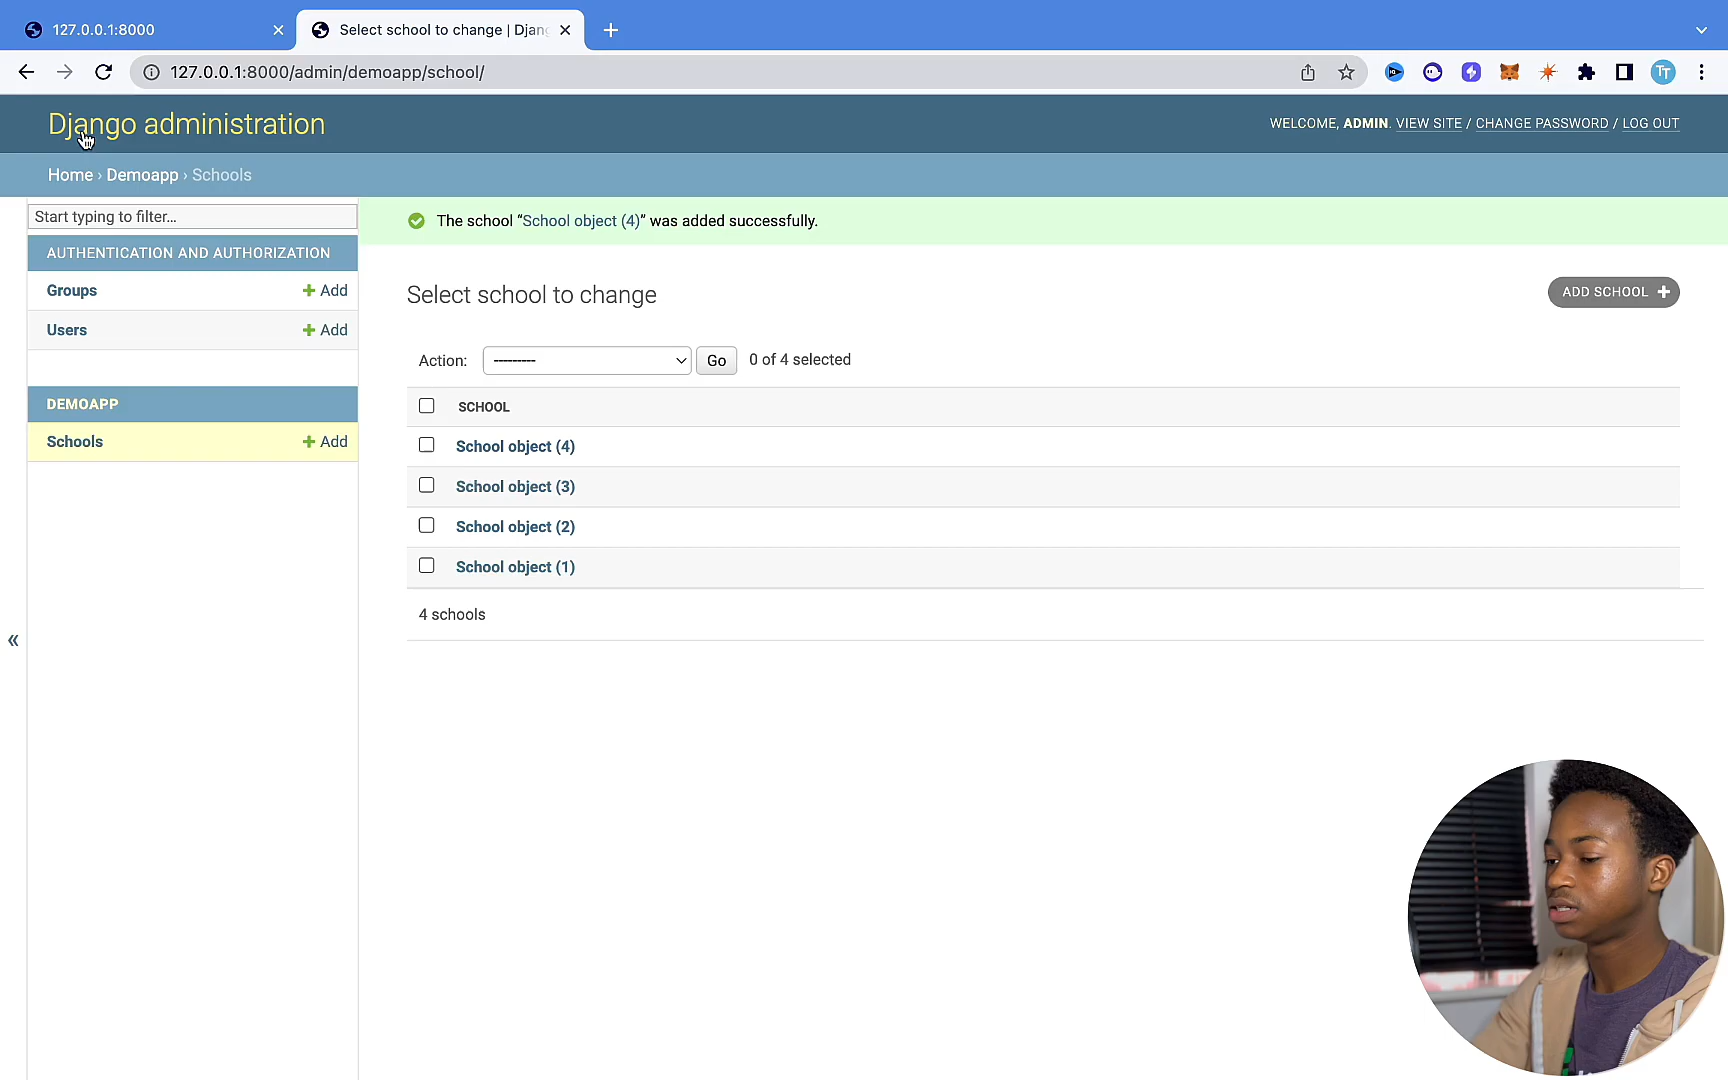 127.0.0.1:8000
Select school to change | Djang
127.0.0.1:8000/admin/demoapp/school/
TT
Django administration
WELCOME, ADMIN. VIEW SITE / CHANGE PASSWORD / LOG OUT
Home › Demoapp › Schools
Start typing to filter...
AUTHENTICATION AND AUTHORIZATION
Groups + Add
Users + Add
DEMOAPP
Schools + Add
«
The school “School object (4)” was added successfully.
Select school to change
ADD SCHOOL +
Action: --------- Go 0 of 4 selected
SCHOOL
School object (4)
School object (3)
School object (2)
School object (1)
4 schools